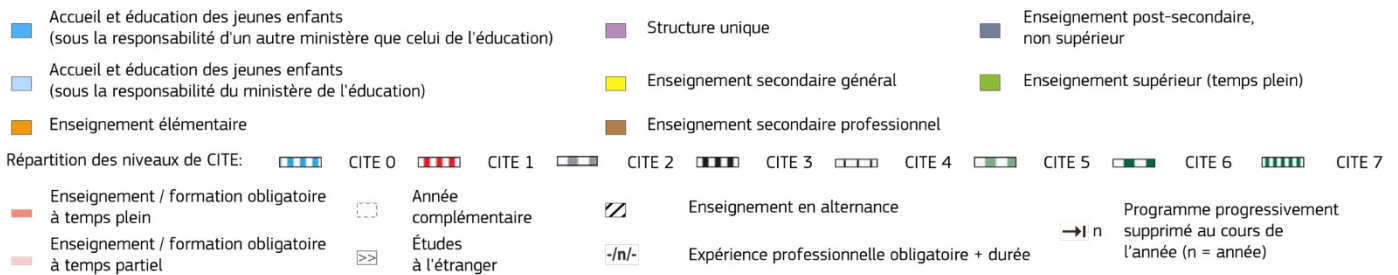 Accueil et éducation des jeunes enfants
(sous la responsabilité d'un autre ministère que celui de l'éducation)
Structure unique
Enseignement post-secondaire,
non supérieur
Accueil et éducation des jeunes enfants
(sous la responsabilité du ministère de l'éducation)
Enseignement secondaire général
Enseignement supérieur (temps plein)
Enseignement élémentaire
Enseignement secondaire professionnel
Répartition des niveaux de CITE: CITE 0 CITE 1 CITE 2 CITE 3 CITE 4 CITE 5 CITE 6 CITE 7
Enseignement / formation obligatoire
à temps plein
Année
complémentaire
Enseignement en alternance
Programme progressivement
supprimé au cours de
l'année (n = année)
n
Enseignement / formation obligatoire
à temps partiel
>>
Études
à l'étranger
-/n/-
Expérience professionnelle obligatoire + durée